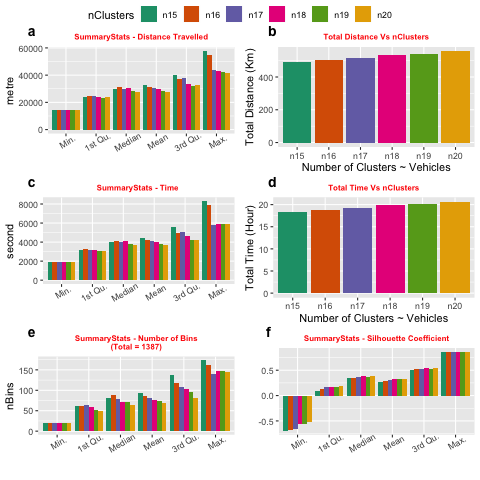 nClusters n15 n16 n17 n18 n19 n20
a
SummaryStats - Distance Travelled
metre
60000
40000
20000
0
Min. 1st Qu. Median Mean 3rd Qu. Max.
b
Total Distance Vs nClusters
Total Distance (Km)
400
200
0
n15 n16 n17 n18 n19 n20
Number of Clusters ~ Vehicles
c
SummaryStats - Time
second
8000
6000
4000
2000
0
Min. 1st Qu. Median Mean 3rd Qu. Max.
d
Total Time Vs nClusters
Total Time (Hour)
20
15
10
5
0
n15 n16 n17 n18 n19 n20
Number of Clusters ~ Vehicles
e
SummaryStats - Number of Bins
(Total = 1387)
nBins
150
100
50
0
Min. 1st Qu. Median Mean 3rd Qu. Max.
f
SummaryStats - Silhouette Coefficient
0.5
0.0
-0.5
Min. 1st Qu. Median Mean 3rd Qu. Max.